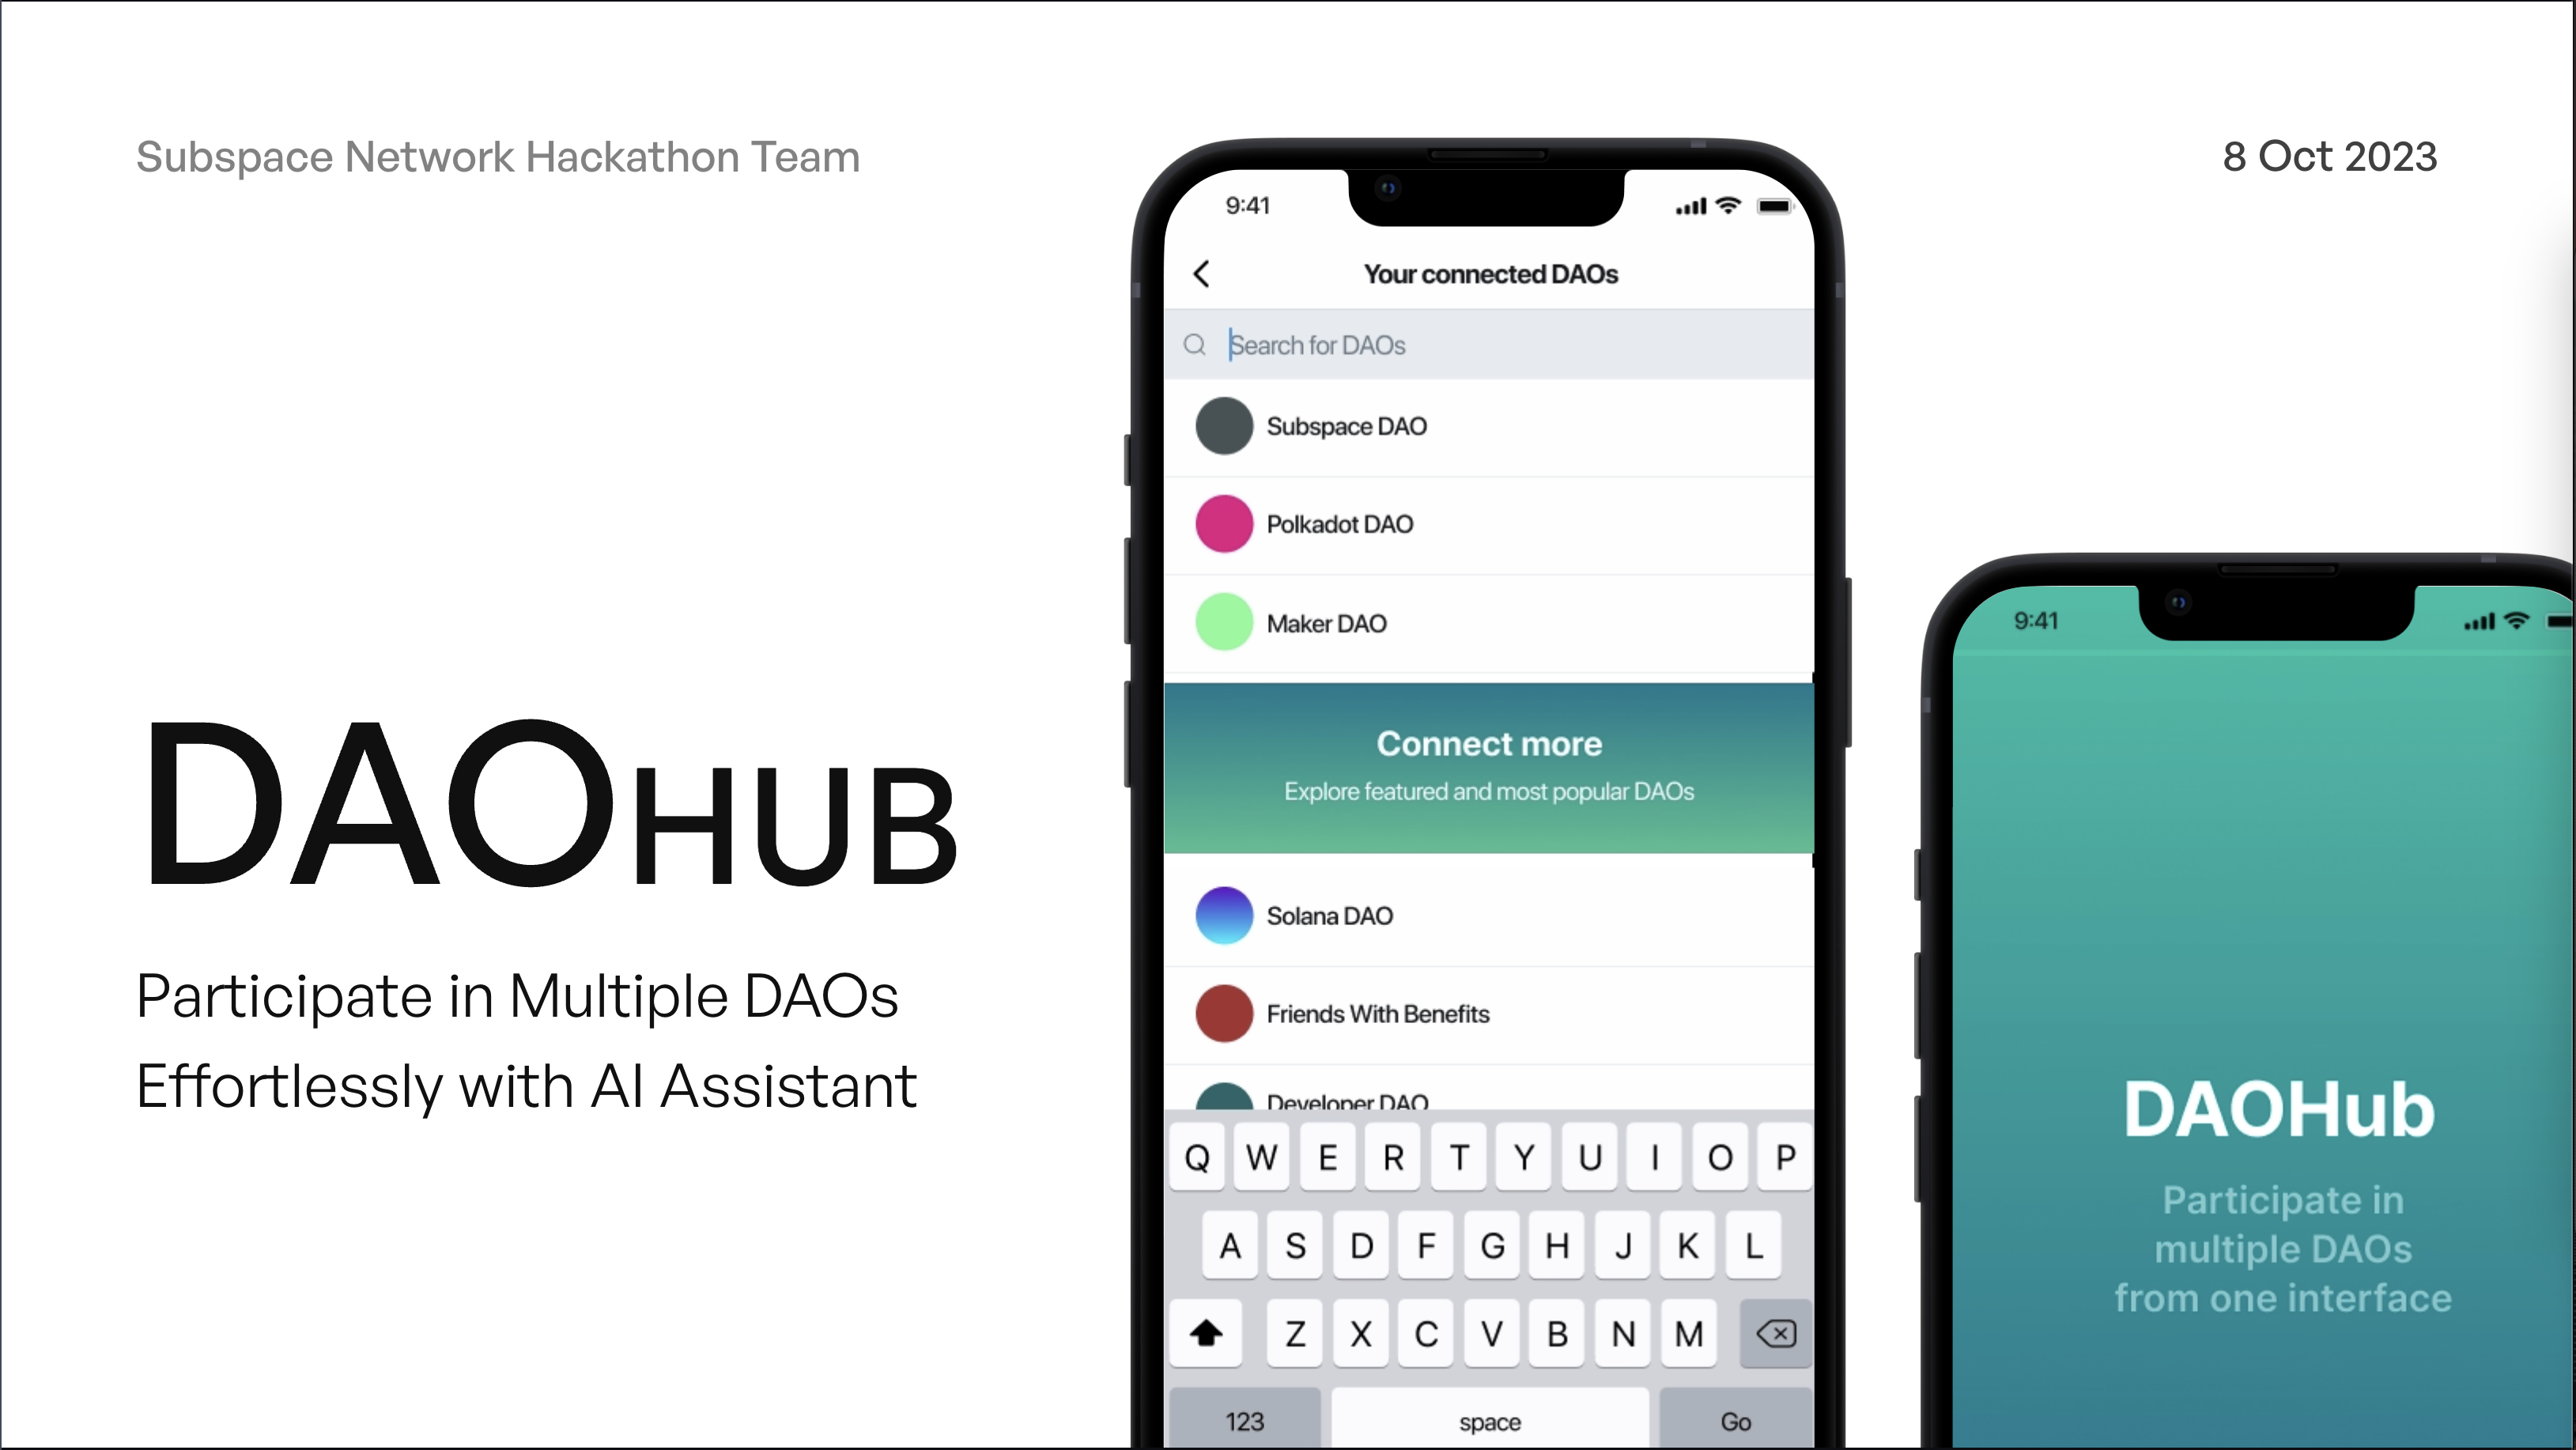 Subspace Network Hackathon Team
8 Oct 2023
DAOHUB
Participate in Multiple DAOs
Effortlessly with AI Assistant
9:41
Your connected DAOs
Search for DAOs
Subspace DAO
Polkadot DAO
Maker DAO
Connect more
Explore featured and most popular DAOs
Solana DAO
Friends With Benefits
Developer DAO
Q W E R T Y U I O P
A S D F G H J K L
Z X C V B N M
123 space Go
9:41
DAOHub
Participate in
multiple DAOs
from one interface